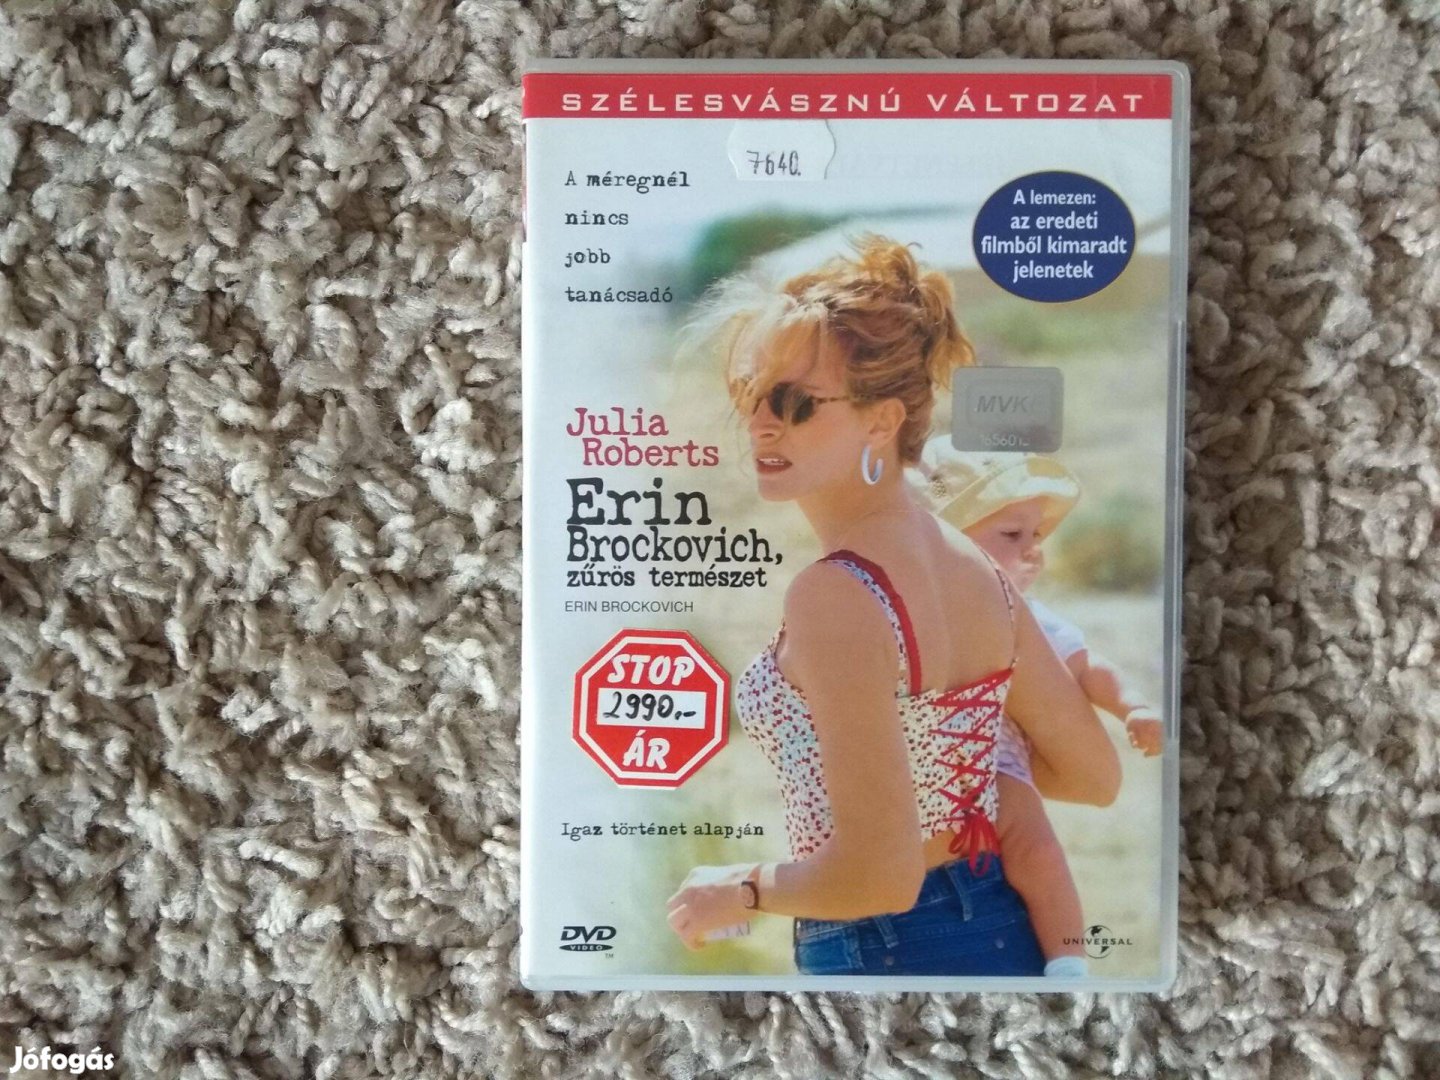 SZÉLESVÁSZNÚ VÁLTOZAT
7640.
A méregnél
nincs
jobb
tanácsadó
A lemezen:
az eredeti
filmből kimaradt
jelenetek
MVK
Julia
Roberts
Erin
Brockovich,
zűrös természet
ERIN BROCKOVICH
STOP
2990,-
ÁR
Igaz történet alapján
DVD
VIDEO
TM
UNIVERSAL
Jófogás